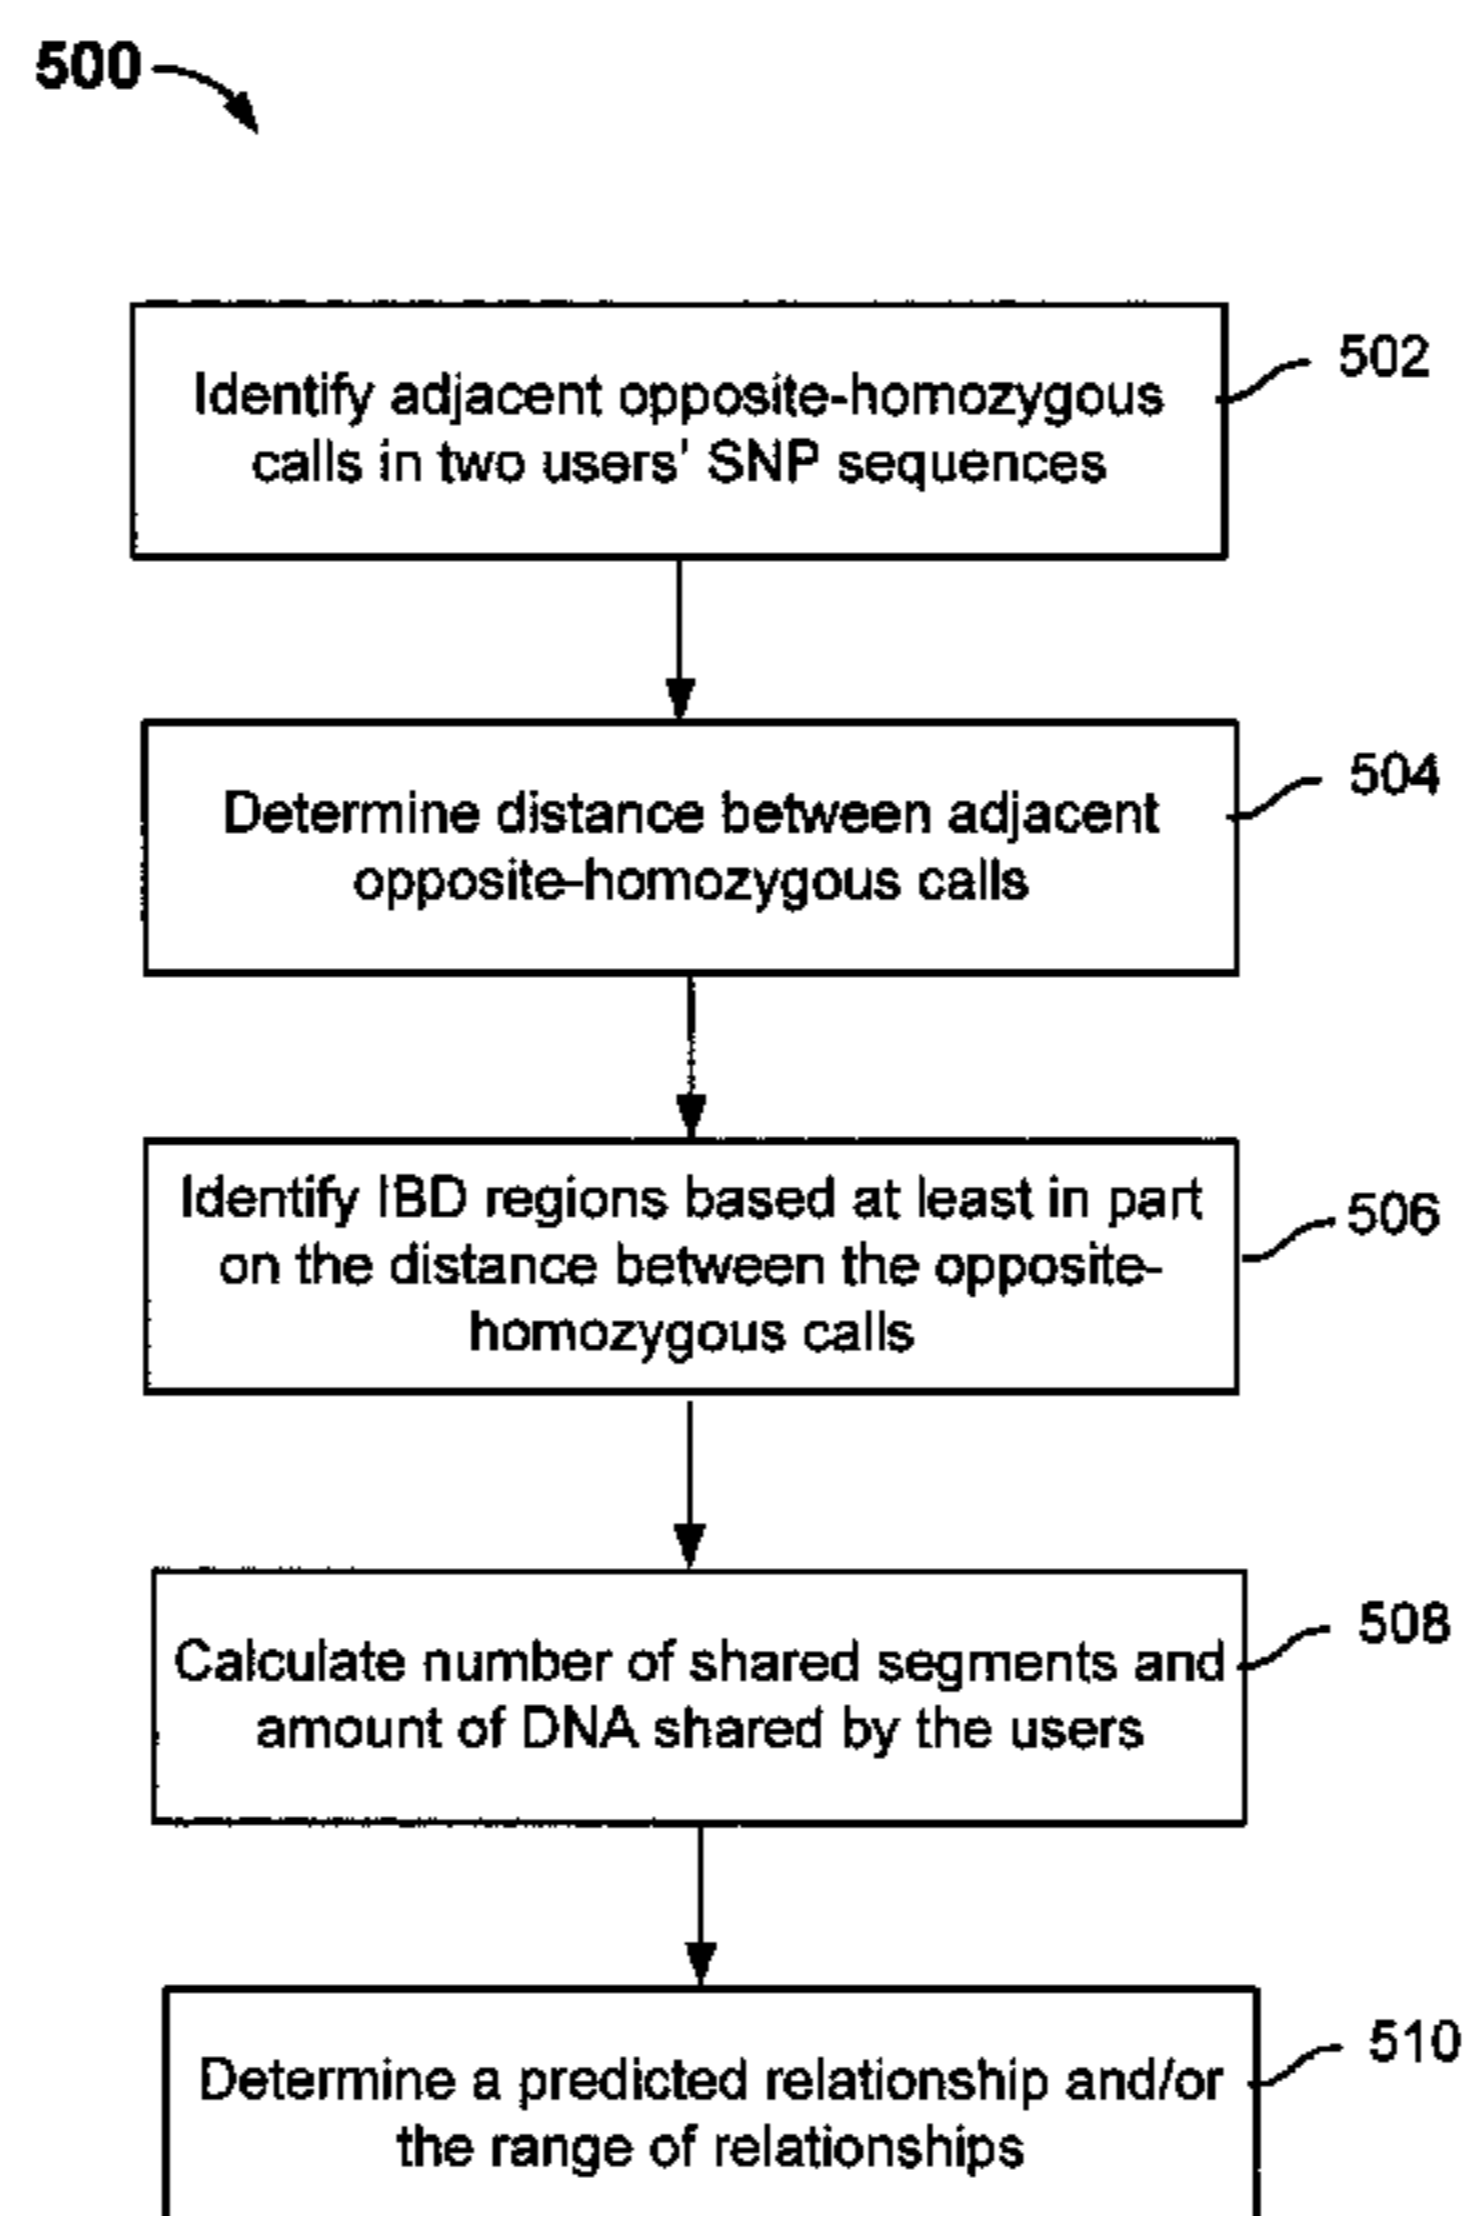 500
Identify adjacent opposite-homozygous
calls in two users' SNP sequences
502
Determine distance between adjacent
opposite-homozygous calls
504
Identify IBD regions based at least in part
on the distance between the opposite-
homozygous calls
506
Calculate number of shared segments and
amount of DNA shared by the users
508
Determine a predicted relationship and/or
the range of relationships
510